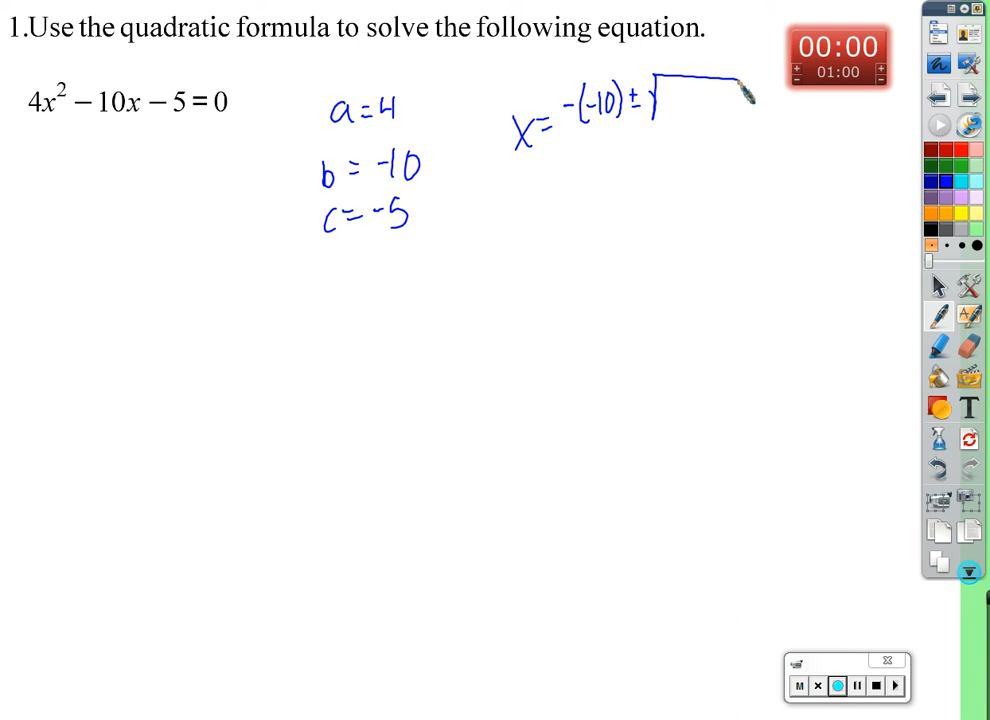 1.Use the quadratic formula to solve the following equation.
4x² − 10x − 5 = 0
a = 4
b = -10
c = -5
x = -(-10) ± √
00:00
01:00
A
T
M